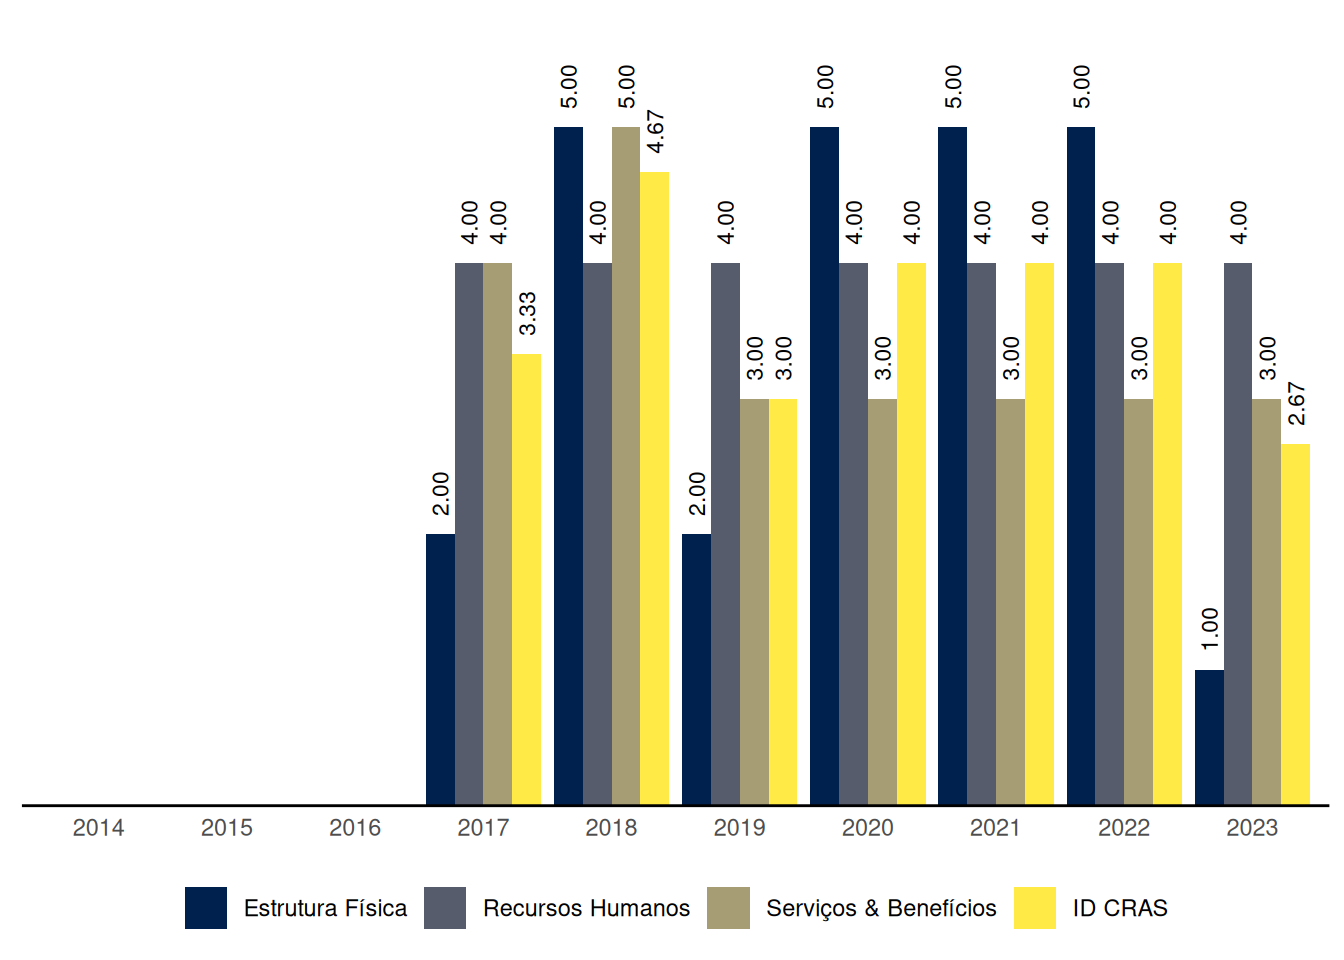 5.00 5.00 5.00 5.00 5.00
4.67
4.00 4.00 4.00 4.00 4.00 4.00 4.00 4.00 4.00 4.00 4.00
3.33
3.00 3.00 3.00 3.00 3.00 3.00
2.67
2.00 2.00
1.00
2014 2015 2016 2017 2018 2019 2020 2021 2022 2023
Estrutura Física Recursos Humanos Serviços & Benefícios ID CRAS